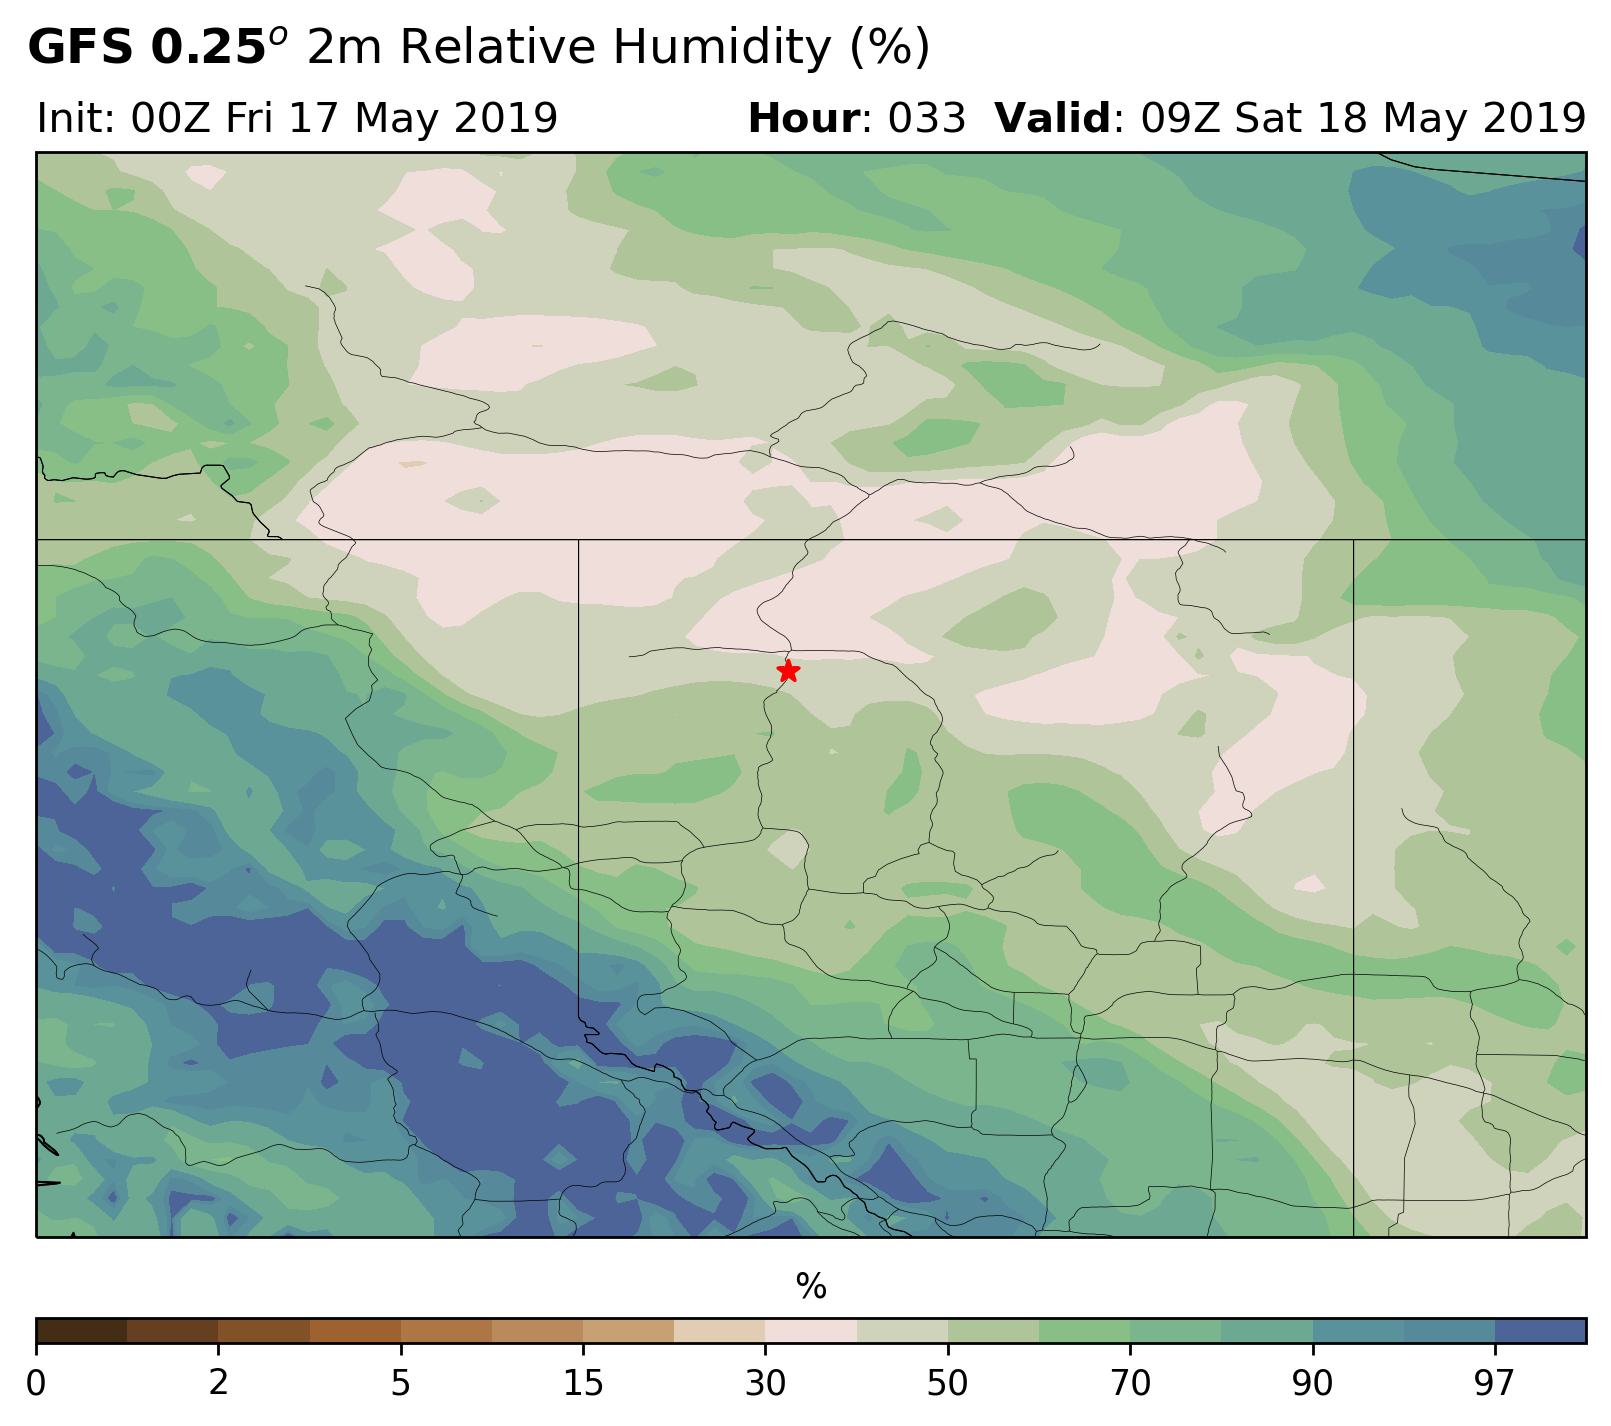 GFS 0.25° 2m Relative Humidity (%)
Init: 00Z Fri 17 May 2019 Hour: 033 Valid: 09Z Sat 18 May 2019
%
0 2 5 15 30 50 70 90 97